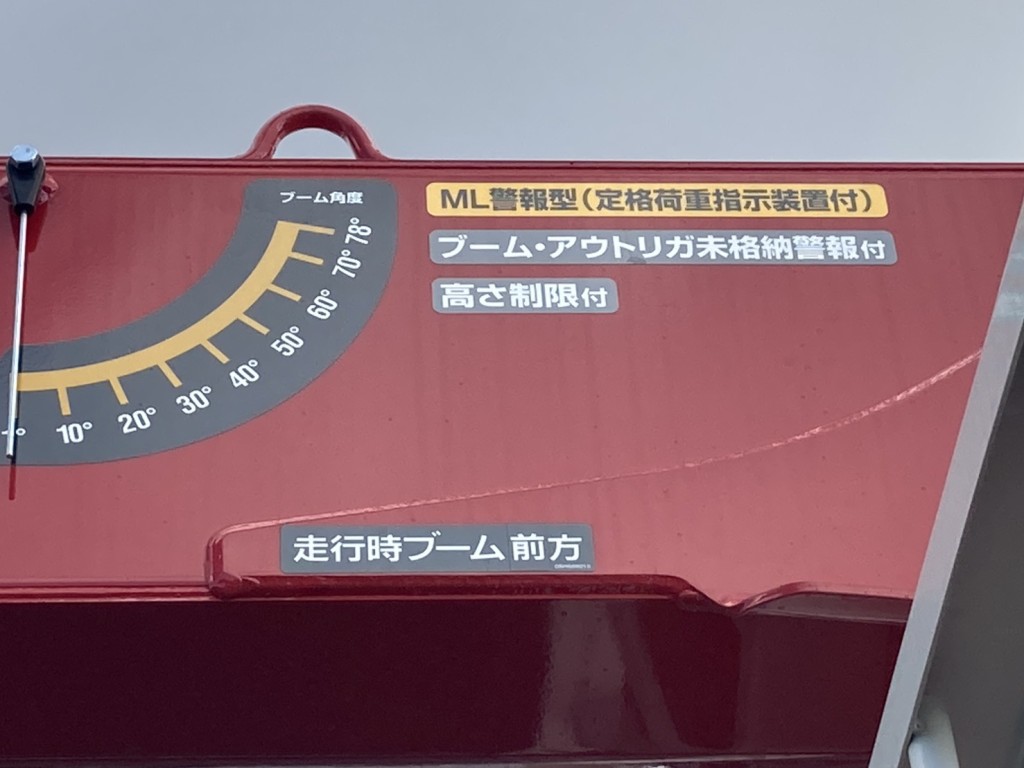 ブーム角度
78°
70°
60°
50°
40°
30°
20°
10°
ML警報型(定格荷重指示装置付)
ブーム・アウトリガ未格納警報付
高さ制限付
走行時ブーム前方